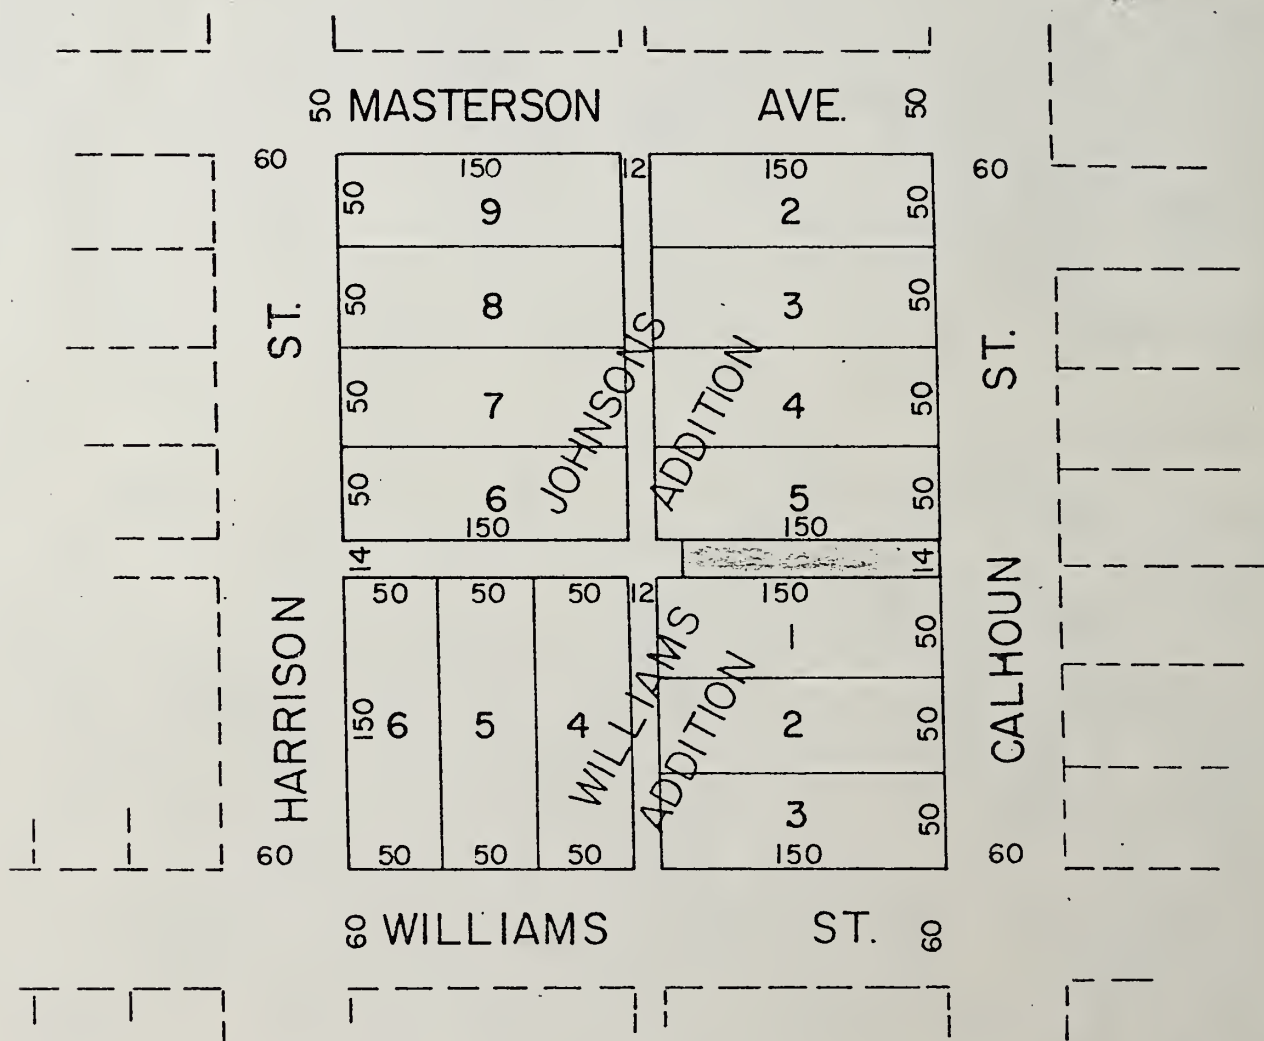 50 MASTERSON AVE. 50
60 150 12 150 60
50 9 2 50
50 8 3 50
ST. ST.
50 7 4 50
JOHNSONS ADDITION
50 6 5 50
150 150
14 14
50 50 50 12 150
1 50
HARRISON CALHOUN
WILLIAMS ADDITION
150 6 5 4 2 50
3 50
60 50 50 50 150 60
60 WILLIAMS ST. 60